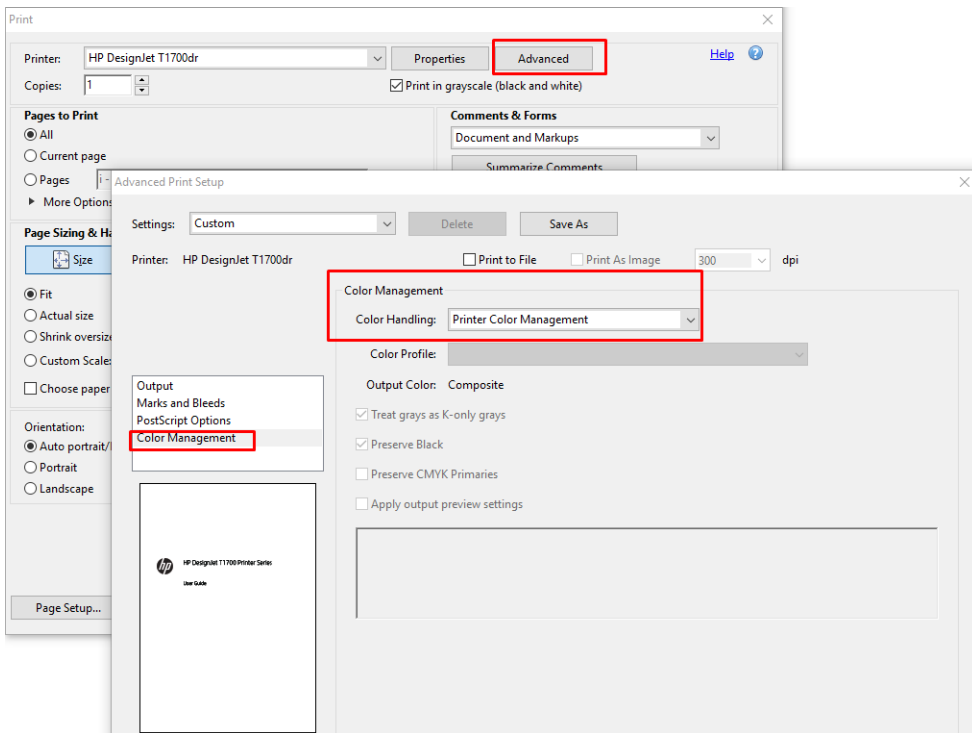 Print
Printer: HP DesignJet T1700dr Properties Advanced Help ?
Copies: 1 Print in grayscale (black and white)
Pages to Print
All
Current page
Pages i -
More Options
Comments & Forms
Document and Markups
Summarize Comments
Page Sizing & Ha
Size
Fit
Actual size
Shrink oversize
Custom Scale:
Choose paper
Orientation:
Auto portrait/l
Portrait
Landscape
Page Setup...
Advanced Print Setup
Settings: Custom Delete Save As
Printer: HP DesignJet T1700dr Print to File Print As Image 300 dpi
Output
Marks and Bleeds
PostScript Options
Color Management
Color Management
Color Handling: Printer Color Management
Color Profile:
Output Color: Composite
Treat grays as K-only grays
Preserve Black
Preserve CMYK Primaries
Apply output preview settings
hp
HP DesignJet T1700 Printer Series
User Guide